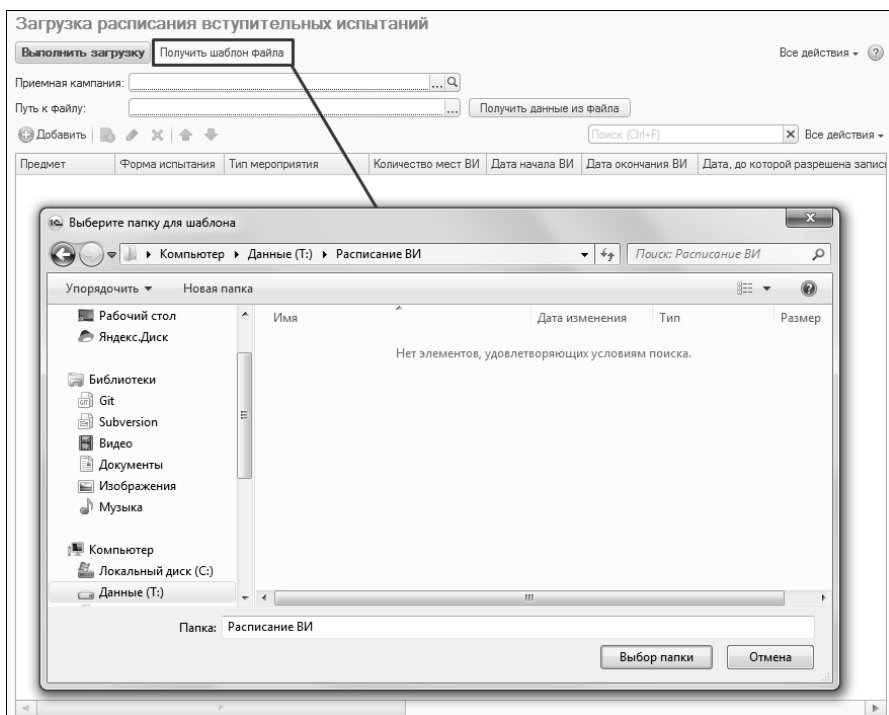 Загрузка расписания вступительных испытаний
Выполнить загрузку Получить шаблон файла Все действия
Приемная кампания: ...
Путь к файлу: ... Получить данные из файла
Добавить Поиск (Ctrl+F) Все действия
Предмет Форма испытания Тип мероприятия Количество мест ВИ Дата начала ВИ Дата окончания ВИ Дата, до которой разрешена запис
Выберите папку для шаблона
Компьютер Данные (T:) Расписание ВИ Поиск: Расписание ВИ
Упорядочить Новая папка
Имя Дата изменения Тип Размер
Нет элементов, удовлетворяющих условиям поиска.
Рабочий стол
Яндекс.Диск
Библиотеки
Git
Subversion
Видео
Документы
Изображения
Музыка
Компьютер
Локальный диск (C:)
Данные (T:)
Папка: Расписание ВИ
Выбор папки Отмена